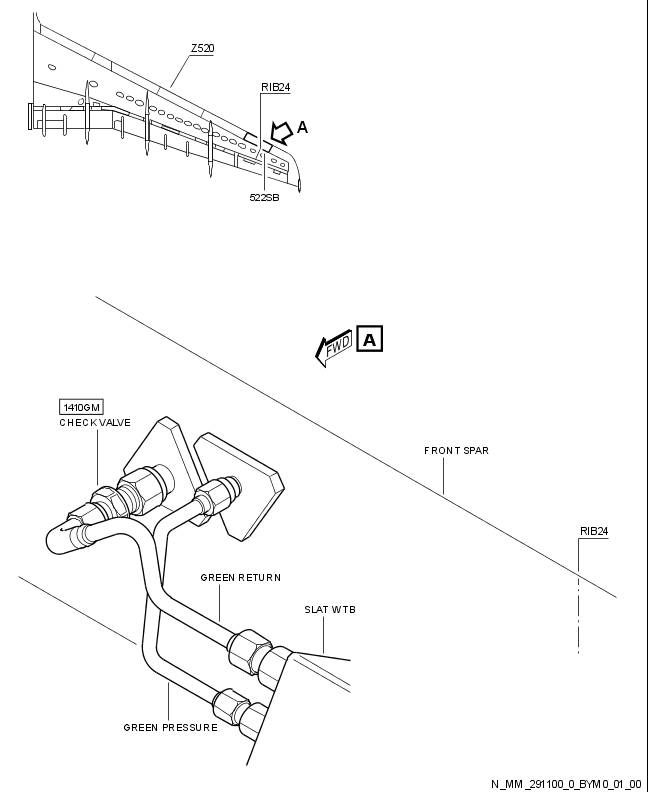 Z520
RIB24
A
522SB
FWD
A
1410GM
CHECK VALVE
FRONT SPAR
RIB24
GREEN RETURN
SLAT WTB
GREEN PRESSURE
N_MM_291100_0_BYM0_01_00